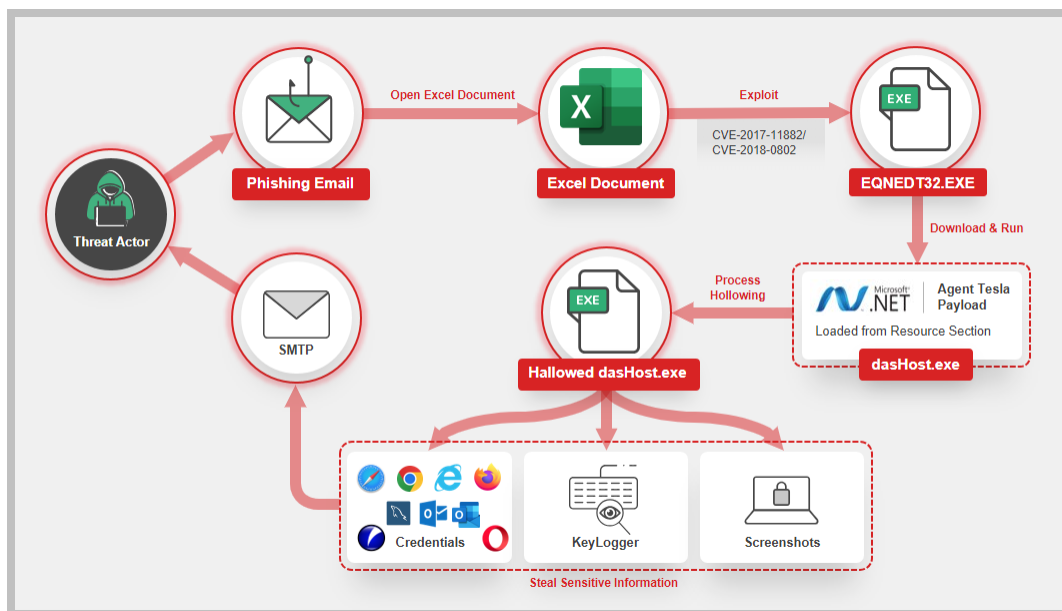 Open Excel Document
Exploit
CVE-2017-11882/
CVE-2018-0802
EXE
X
Phishing Email
Excel Document
EQNEDT32.EXE
Threat Actor
Download & Run
Process
Hollowing
Microsoft
.NET
Agent Tesla
Payload
Loaded from Resource Section
dasHost.exe
EXE
Hallowed dasHost.exe
SMTP
Credentials
KeyLogger
Screenshots
Steal Sensitive Information